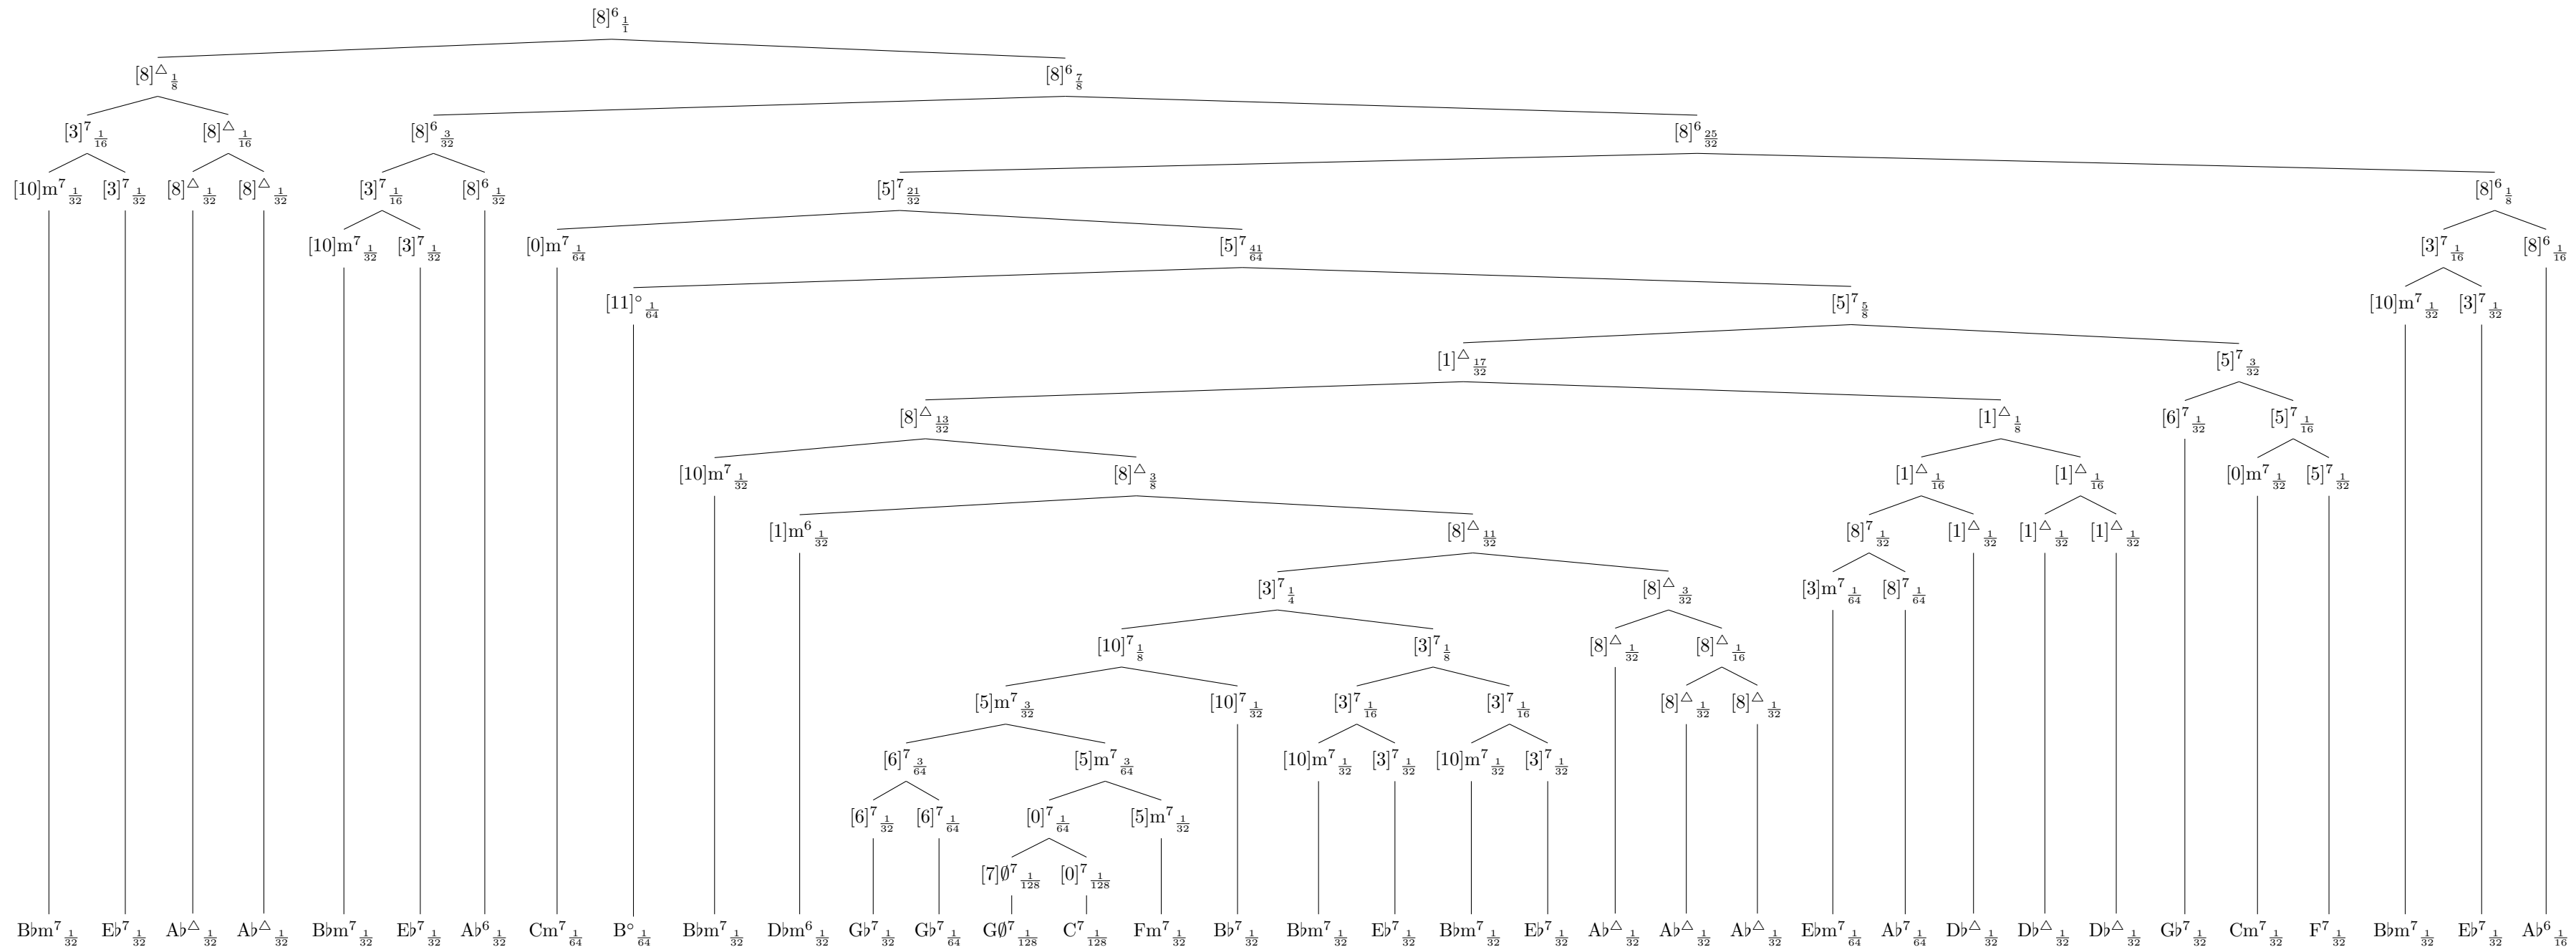 [8]⁶ 1/1
[8]△ 1/8 [8]⁶ 7/8
[3]⁷ 1/16 [8]△ 1/16 [8]⁶ 3/32 [8]⁶ 25/32
[10]m⁷ 1/32 [3]⁷ 1/32 [8]△ 1/32 [8]△ 1/32 [3]⁷ 1/16 [8]⁶ 1/32 [5]⁷ 21/32 [8]⁶ 1/8
[10]m⁷ 1/32 [3]⁷ 1/32 [0]m⁷ 1/64 [5]⁷ 41/64 [3]⁷ 1/16 [8]⁶ 1/16
[11]° 1/64 [5]⁷ 5/8 [10]m⁷ 1/32 [3]⁷ 1/32
[1]△ 17/32 [5]⁷ 3/32
[8]△ 13/32 [1]△ 1/8 [6]⁷ 1/32 [5]⁷ 1/16
[10]m⁷ 1/32 [8]△ 3/8 [1]△ 1/16 [1]△ 1/16 [0]m⁷ 1/32 [5]⁷ 1/32
[1]m⁶ 1/32 [8]△ 11/32 [8]⁷ 1/32 [1]△ 1/32 [1]△ 1/32 [1]△ 1/32
[3]⁷ 1/4 [8]△ 3/32 [3]m⁷ 1/64 [8]⁷ 1/64
[10]⁷ 1/8 [3]⁷ 1/8 [8]△ 1/32 [8]△ 1/16
[5]m⁷ 3/32 [10]⁷ 1/32 [3]⁷ 1/16 [3]⁷ 1/16 [8]△ 1/32 [8]△ 1/32
[6]⁷ 3/64 [5]m⁷ 3/64 [10]m⁷ 1/32 [3]⁷ 1/32 [10]m⁷ 1/32 [3]⁷ 1/32
[6]⁷ 1/32 [6]⁷ 1/64 [0]⁷ 1/64 [5]m⁷ 1/32
[7]∅⁷ 1/128 [0]⁷ 1/128
B♭m⁷ 1/32 E♭⁷ 1/32 A♭△ 1/32 A♭△ 1/32 B♭m⁷ 1/32 E♭⁷ 1/32 A♭⁶ 1/32 Cm⁷ 1/64 B° 1/64 B♭m⁷ 1/32 D♭m⁶ 1/32 G♭⁷ 1/32 G♭⁷ 1/64 G∅⁷ 1/128 C⁷ 1/128 Fm⁷ 1/32 B♭⁷ 1/32 B♭m⁷ 1/32 E♭⁷ 1/32 B♭m⁷ 1/32 E♭⁷ 1/32 A♭△ 1/32 A♭△ 1/32 A♭△ 1/32 E♭m⁷ 1/64 A♭⁷ 1/64 D♭△ 1/32 D♭△ 1/32 D♭△ 1/32 G♭⁷ 1/32 Cm⁷ 1/32 F⁷ 1/32 B♭m⁷ 1/32 E♭⁷ 1/32 A♭⁶ 1/16